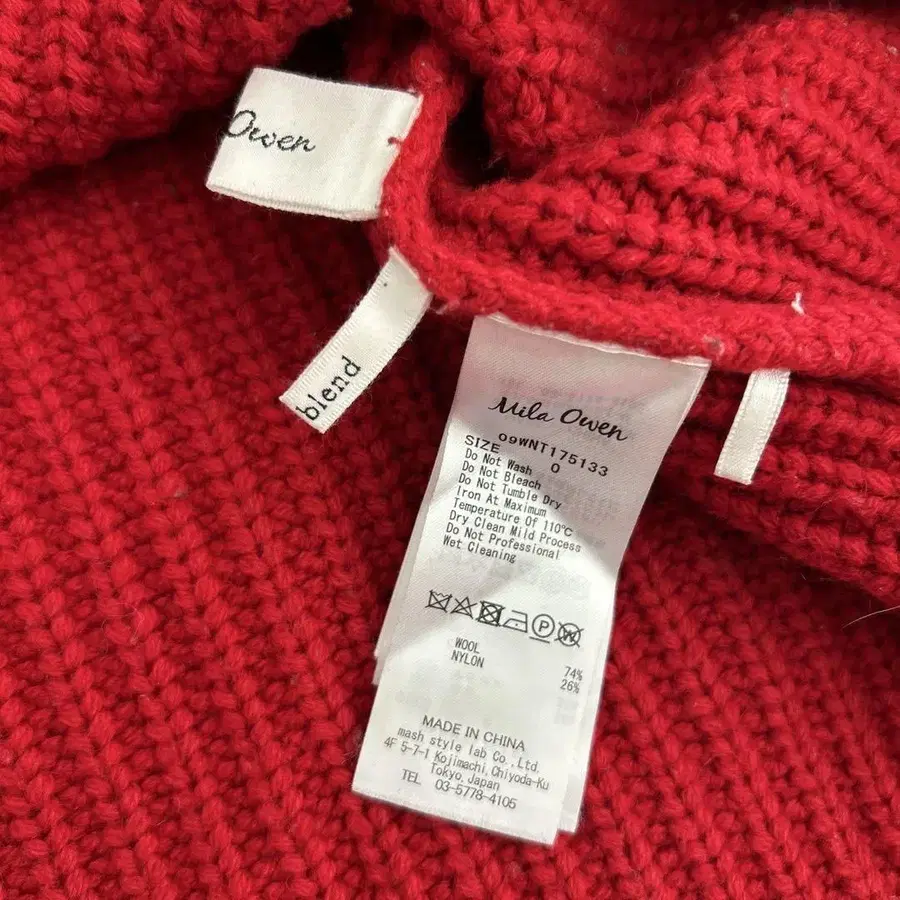 Owen
blend
Mila Owen
09WNT175133
SIZE 0
Do Not Wash
Do Not Bleach
Do Not Tumble Dry
Iron At Maximum
Temperature Of 110℃
Dry Clean Mild Process
Do Not Professional
Wet Cleaning
P
W
WOOL 74%
NYLON 26%
MADE IN CHINA
mash style lab Co.,Ltd.
4F 5-7-1 Kojimachi,Chiyoda-Ku
Tokyo,Japan
TEL 03-5778-4105